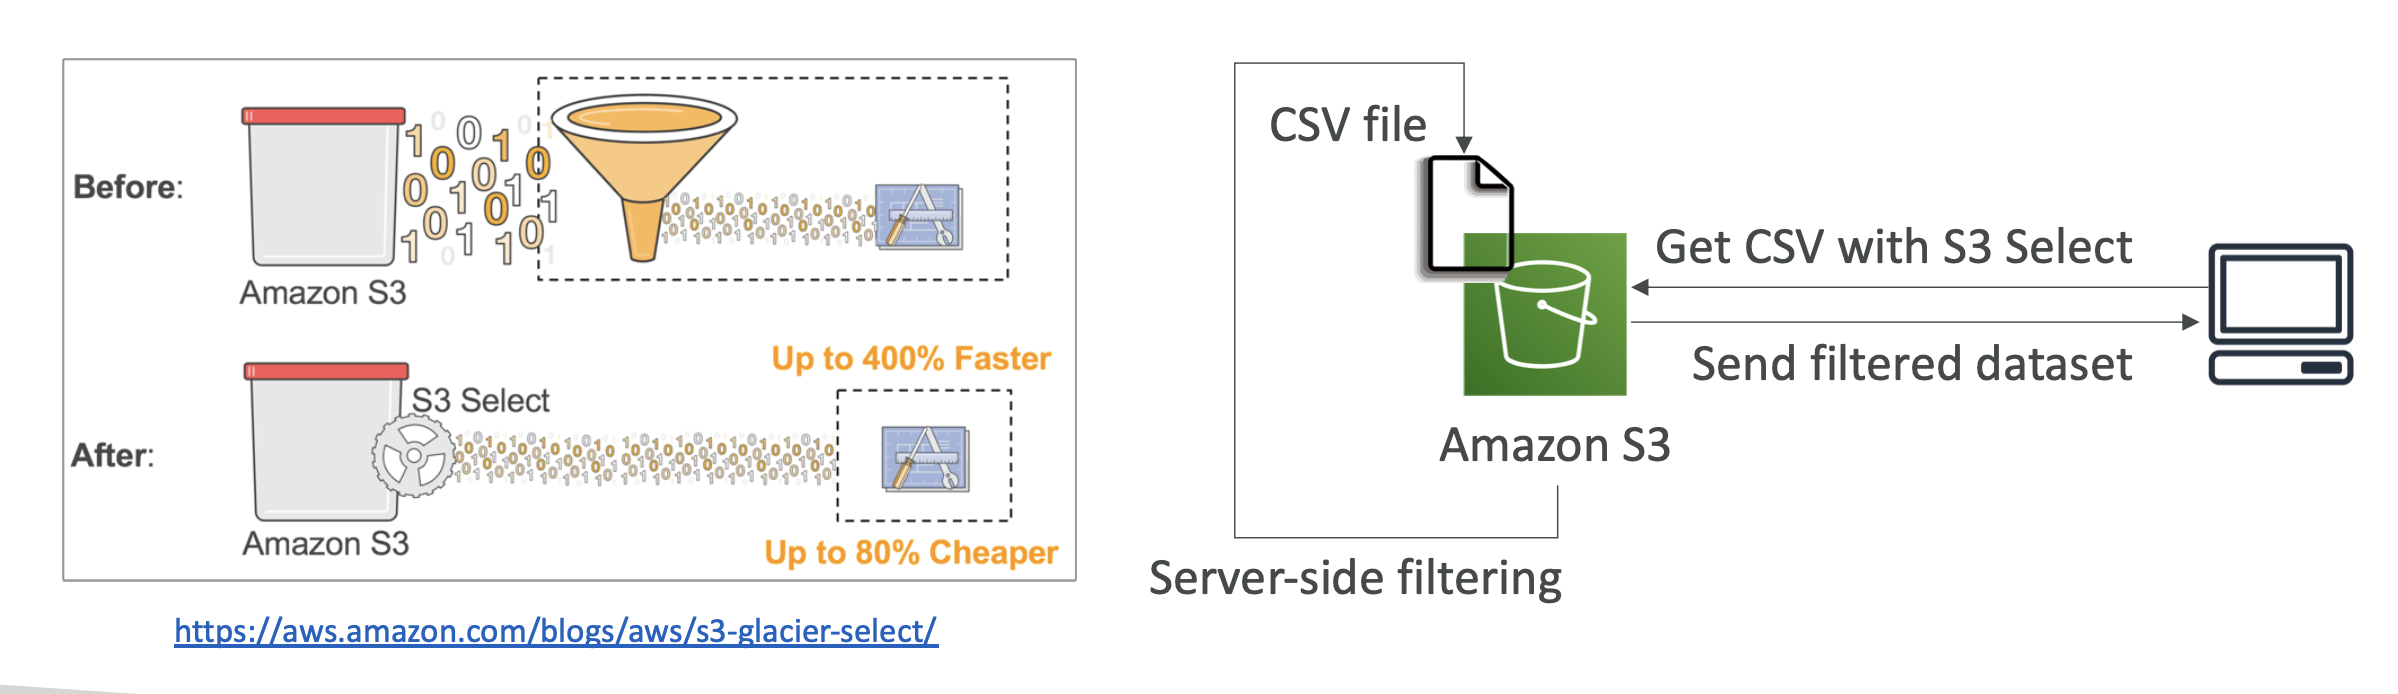 Before:
Amazon S3
Up to 400% Faster
S3 Select
After:
Amazon S3
Up to 80% Cheaper
https://aws.amazon.com/blogs/aws/s3-glacier-select/
CSV file
Get CSV with S3 Select
Send filtered dataset
Amazon S3
Server-side filtering